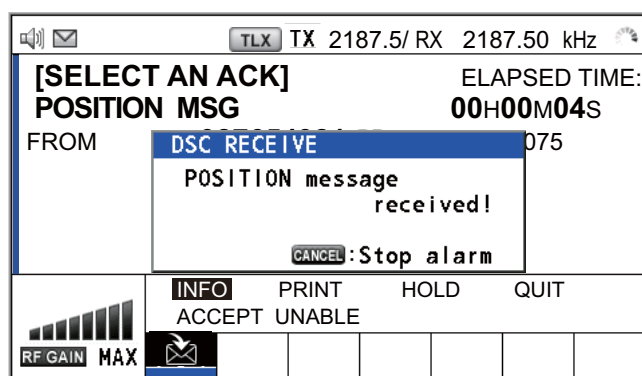 TLX TX 2187.5/ RX 2187.50 kHz
[SELECT AN ACK] ELAPSED TIME:
POSITION MSG 00H00M04S
FROM 075
DSC RECEIVE
POSITION message
received!
CANCEL :Stop alarm
INFO PRINT HOLD QUIT
ACCEPT UNABLE
RF GAIN MAX